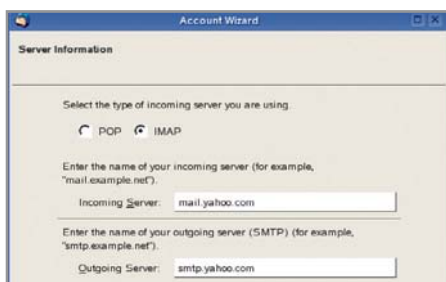 Account Wizard
Server Information
Select the type of incoming server you are using.
POP IMAP
Enter the name of your incoming server (for example,
"mail.example.net").
Incoming Server: mail.yahoo.com
Enter the name of your outgoing server (SMTP) (for example,
"smtp.example.net").
Outgoing Server: smtp.yahoo.com